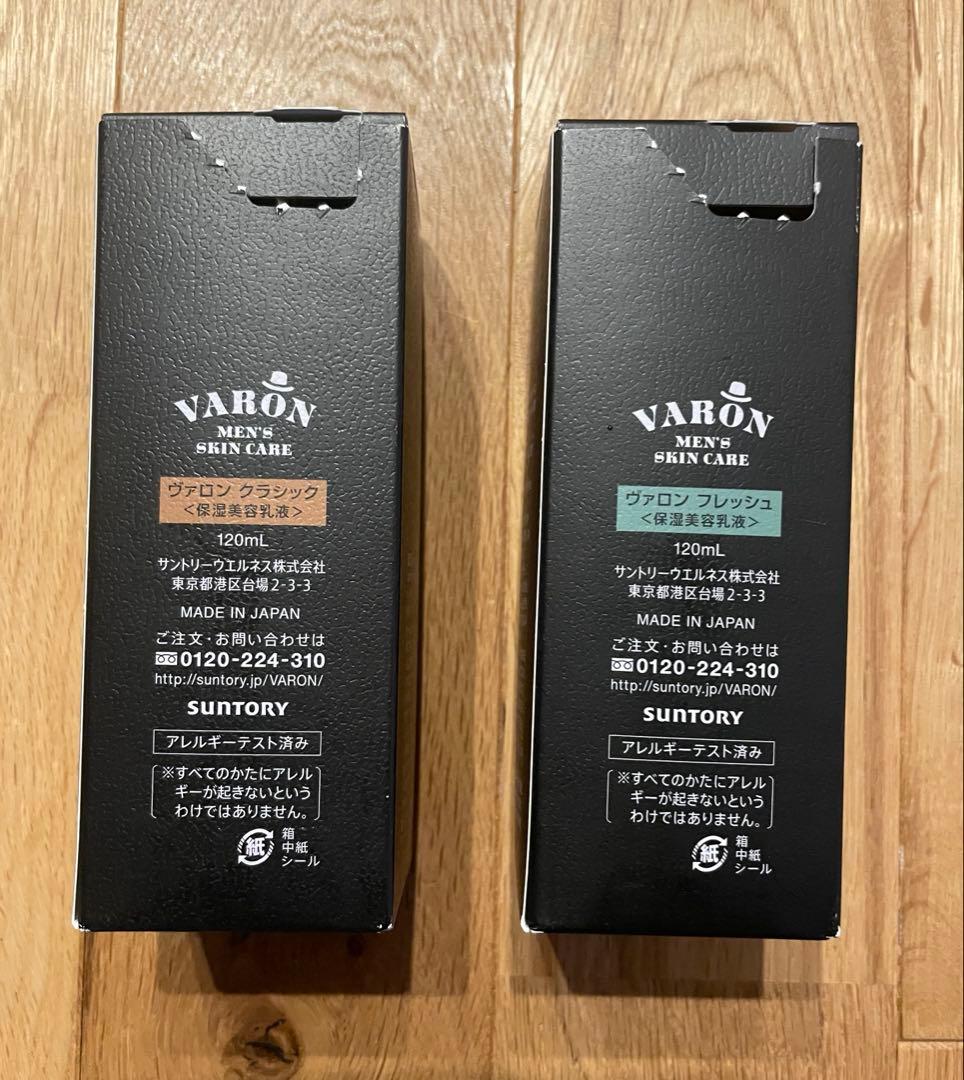 VARON
MEN'S
SKIN CARE
ヴァロン クラシック
<保湿美容乳液>
120mL
サントリーウエルネス株式会社
東京都港区台場2-3-3
MADE IN JAPAN
ご注文・お問い合わせは
0120-224-310
http://suntory.jp/VARON/
SUNTORY
アレルギーテスト済み
※すべてのかたにアレル
ギーが起きないという
わけではありません。
紙
箱
中紙
シール
VARON
MEN'S
SKIN CARE
ヴァロン フレッシュ
<保湿美容乳液>
120mL
サントリーウエルネス株式会社
東京都港区台場2-3-3
MADE IN JAPAN
ご注文・お問い合わせは
0120-224-310
http://suntory.jp/VARON/
SUNTORY
アレルギーテスト済み
※すべてのかたにアレル
ギーが起きないという
わけではありません。
紙
箱
中紙
シール